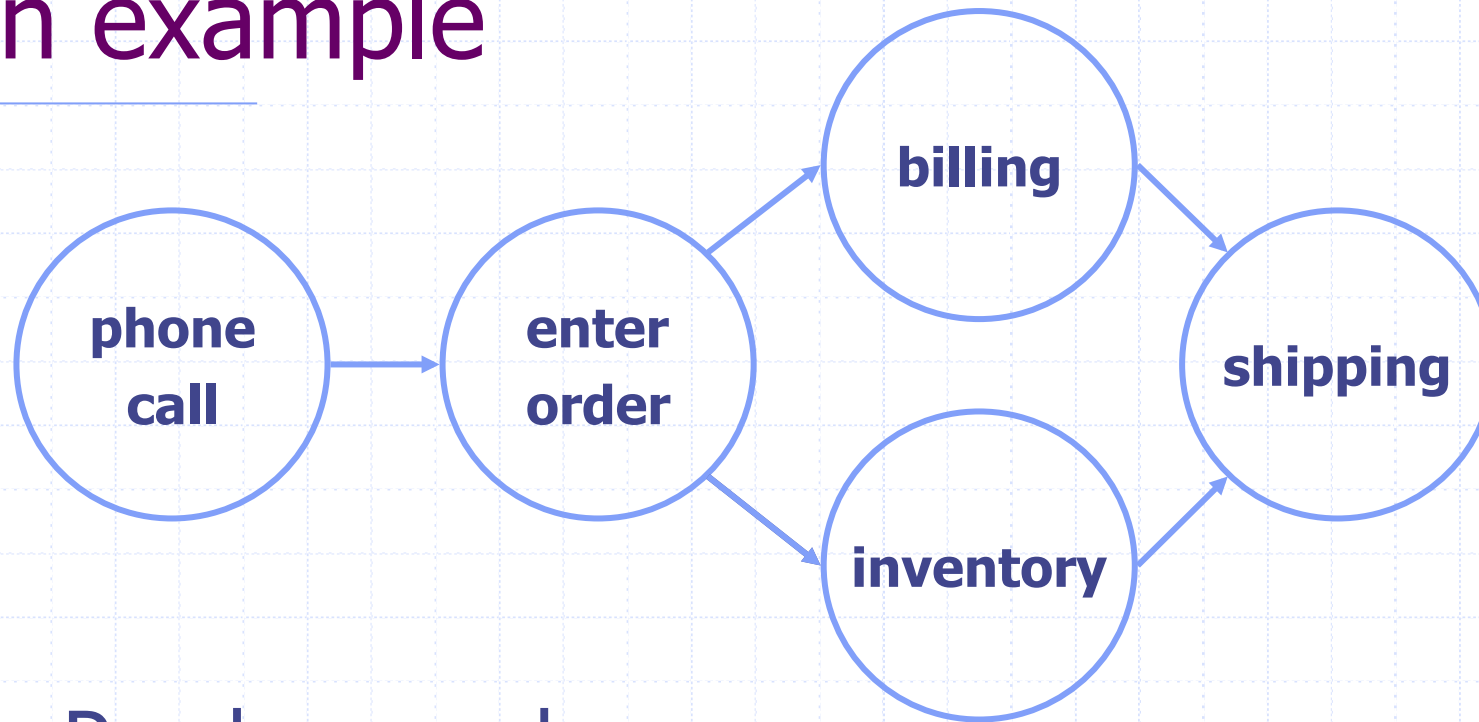 n example
billing
phone
call
enter
order
shipping
inventory